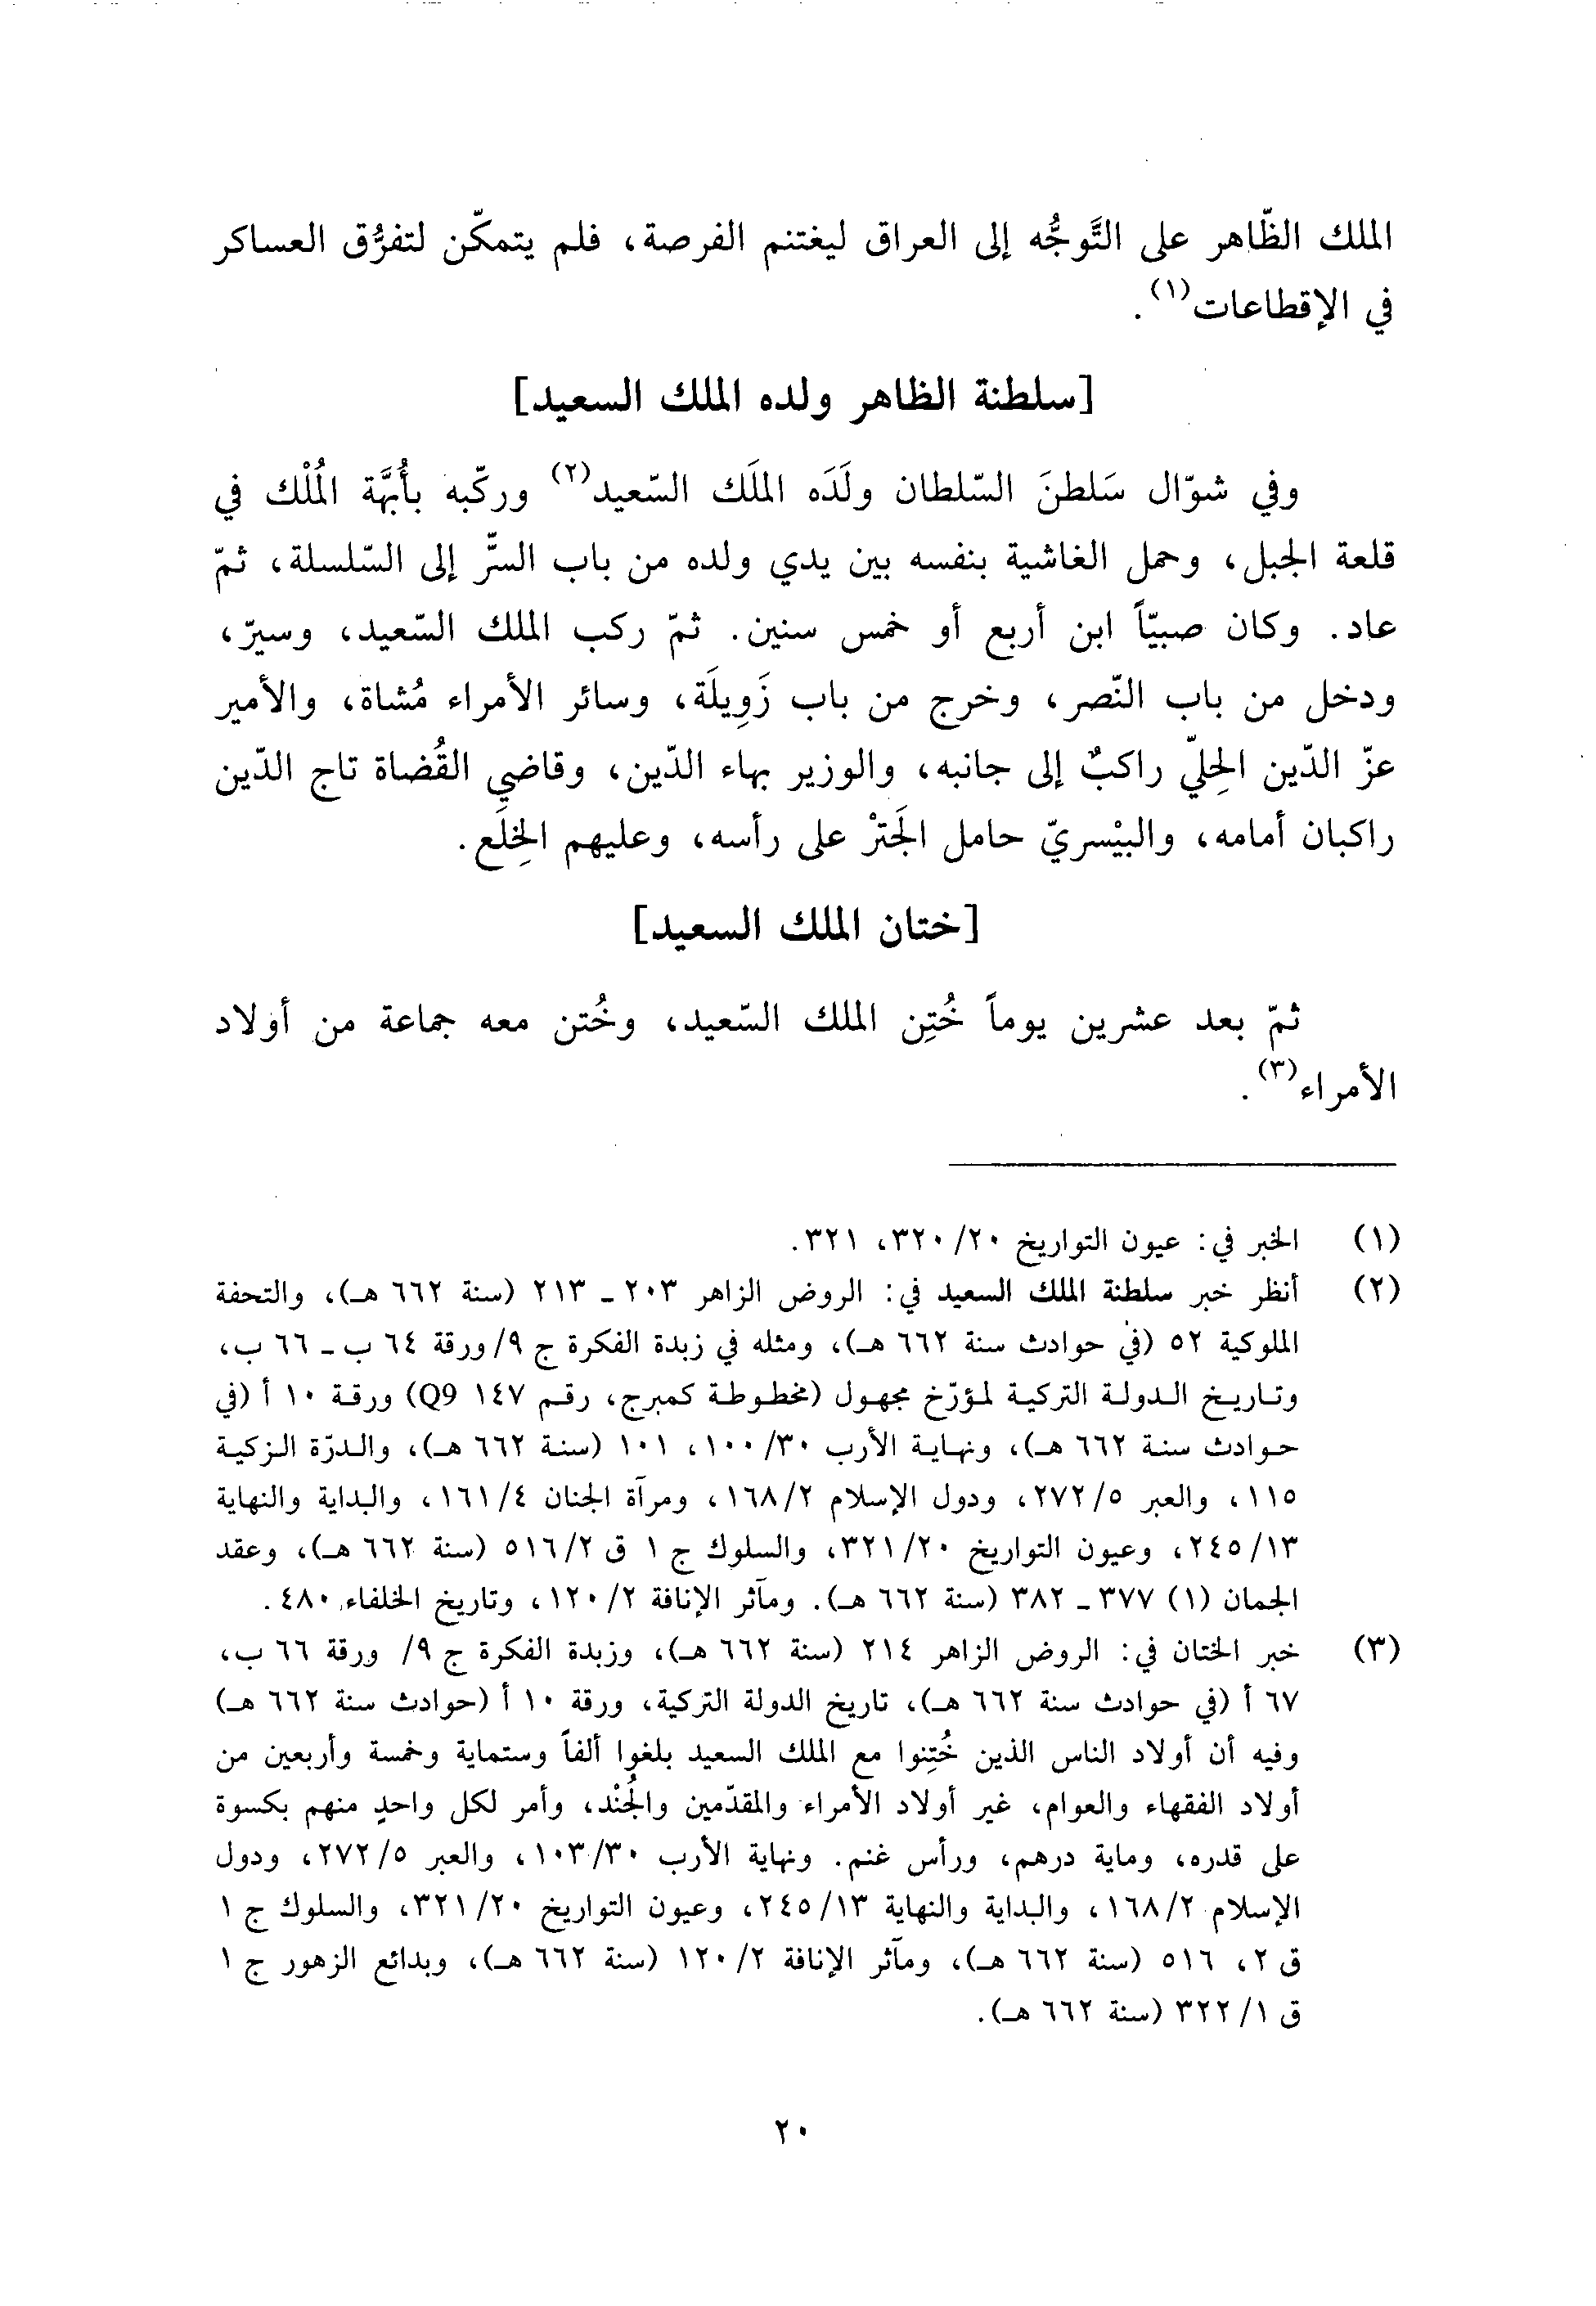 الملك الظّاهر على التَّوجُّه إلى العراق ليغتنم الفرصة، فلم يتمكّن لتفرُّق العساكر
في الإقطاعات(١).
[سلطنة الظاهر ولده الملك السعيد]
وفي شوّال سَلطنَ السّلطان ولَدَه الملَك السّعيد(٢) وركّبه بأُبهَّة المُلْك في
قلعة الجبل، وحمل الغاشية بنفسه بين يدي ولده من باب السرَّ إلى السّلسلة، ثمّ
عاد. وكان صبيّاً ابن أربع أو خمس سنين. ثمّ ركب الملك السّعيد، وسيرّ،
ودخل من باب النّصر، وخرج من باب زَوِيلَة، وسائر الأمراء مُشاة، والأمير
عزّ الدّين الحِليّ راكبٌ إلى جانبه، والوزير بهاء الدّين، وقاضي القُضاة تاج الدّين
راكبان أمامه، والبيْسريّ حامل الجَترْ على رأسه، وعليهم الخِلَع.
[ختان الملك السعيد]
ثمّ بعد عشرين يوماً خُتِن الملك السّعيد، وخُتن معه جماعة من أولاد
الأمراء(٣).
(١) الخبر في: عيون التواريخ ٢٠/ ٣٢٠، ٣٢١.
(٢) أنظر خبر سلطنة الملك السعيد في: الروض الزاهر ٢٠٣ ـ ٢١٣ (سنة ٦٦٢ هـ)، والتحفة
الملوكية ٥٢ (في حوادث سنة ٦٦٢ هـ)، ومثله في زبدة الفكرة ج ٩/ ورقة ٦٤ ب ـ ٦٦ ب،
وتاريخ الدولة التركية لمؤرّخ مجهول (مخطوطة كمبرج، رقم ١٤٧ Q9) ورقة ١٠ أ (في
حوادث سنة ٦٦٢ هـ)، ونهاية الأرب ٣٠/ ١٠٠، ١٠١ (سنة ٦٦٢ هـ)، والدرّة الزكية
١١٥، والعبر ٥/ ٢٧٢، ودول الإسلام ٢/ ١٦٨، ومرآة الجنان ٤/ ١٦١، والبداية والنهاية
١٣/ ٢٤٥، وعيون التواريخ ٢٠/ ٣٢١، والسلوك ج ١ ق ٢/ ٥١٦ (سنة ٦٦٢ هـ)، وعقد
الجمان (١) ٣٧٧ ـ ٣٨٢ (سنة ٦٦٢ هـ). ومآثر الإنافة ٢/ ١٢٠، وتاريخ الخلفاء ٤٨٠.
(٣) خبر الختان في: الروض الزاهر ٢١٤ (سنة ٦٦٢ هـ)، وزبدة الفكرة ج ٩/ ورقة ٦٦ ب،
٦٧ أ (في حوادث سنة ٦٦٢ هـ)، تاريخ الدولة التركية، ورقة ١٠ أ (حوادث سنة ٦٦٢ هـ)
وفيه أن أولاد الناس الذين خُتِنوا مع الملك السعيد بلغوا ألفاً وستماية وخمسة وأربعين من
أولاد الفقهاء والعوام، غير أولاد الأمراء والمقدّمين والجُنْد، وأمر لكل واحدٍ منهم بكسوة
على قدره، وماية درهم، ورأس غنم. ونهاية الأرب ٣٠/ ١٠٣، والعبر ٥/ ٢٧٢، ودول
الإسلام ٢/ ١٦٨، والبداية والنهاية ١٣/ ٢٤٥، وعيون التواريخ ٢٠/ ٣٢١، والسلوك ج ١
ق ٢، ٥١٦ (سنة ٦٦٢ هـ)، ومآثر الإنافة ٢/ ١٢٠ (سنة ٦٦٢ هـ)، وبدائع الزهور ج ١
ق ١/ ٣٢٢ (سنة ٦٦٢ هـ).
٢٠